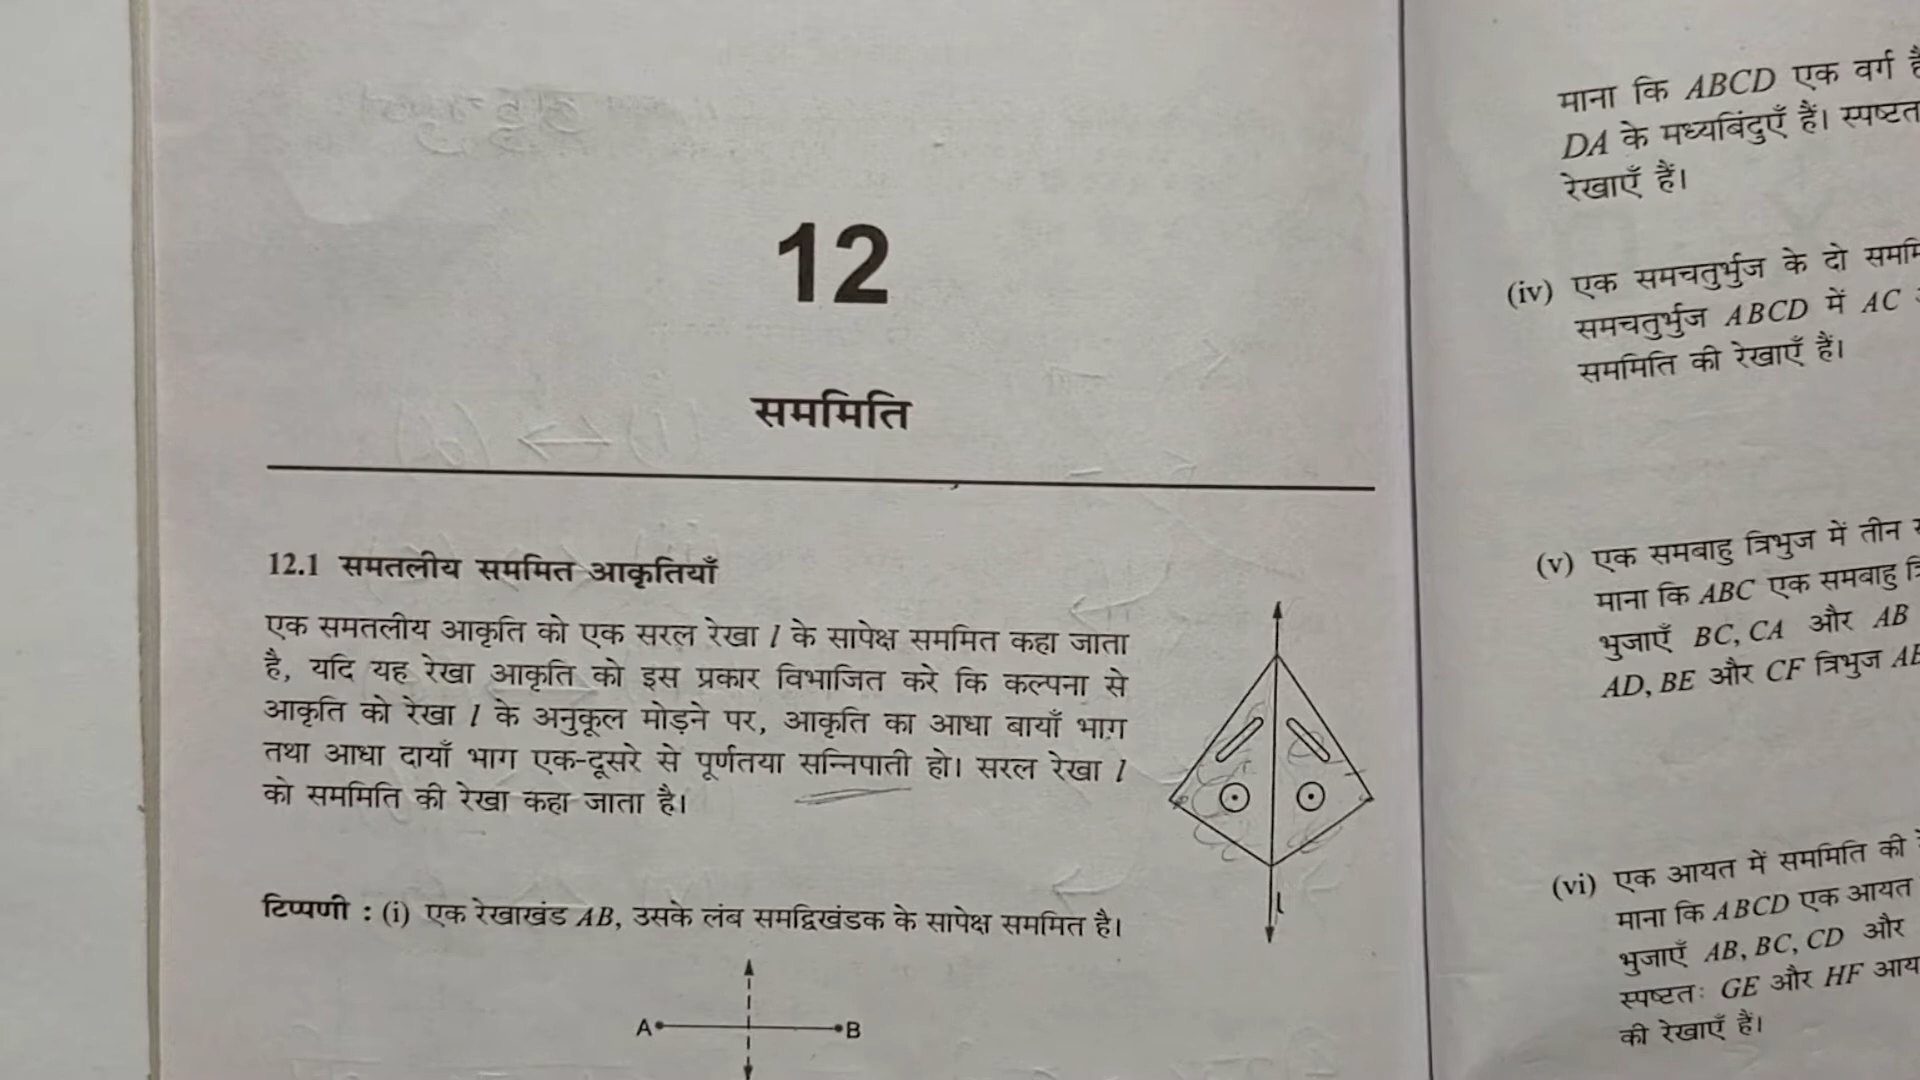 12
सममिति
12.1 समतलीय सममित आकृतियाँ
एक समतलीय आकृति को एक सरल रेखा l के सापेक्ष सममित कहा जाता
है, यदि यह रेखा आकृति को इस प्रकार विभाजित करे कि कल्पना से
आकृति को रेखा l के अनुकूल मोड़ने पर, आकृति का आधा बायाँ भाग
तथा आधा दायाँ भाग एक-दूसरे से पूर्णतया सन्निपाती हो। सरल रेखा l
को सममिति की रेखा कहा जाता है।
l
टिप्पणी : (i) एक रेखाखंड AB, उसके लंब समद्विखंडक के सापेक्ष सममित है।
A B
माना कि ABCD एक वर्ग है
DA के मध्यबिंदुएँ हैं।
रेखाएँ हैं।
(iv) एक समचतुर्भुज के दो
समचतुर्भुज ABCD में AC
सममिति की रेखाएँ हैं।
(v) एक समबाहु त्रिभुज में तीन
माना कि ABC एक समबाहु
भुजाएँ BC, CA और AB
AD, BE और CF त्रिभुज
(vi) एक आयत में सममिति की
माना कि ABCD एक आयत
भुजाएँ AB, BC, CD और
स्पष्टतः GE और HF
की रेखाएँ हैं।